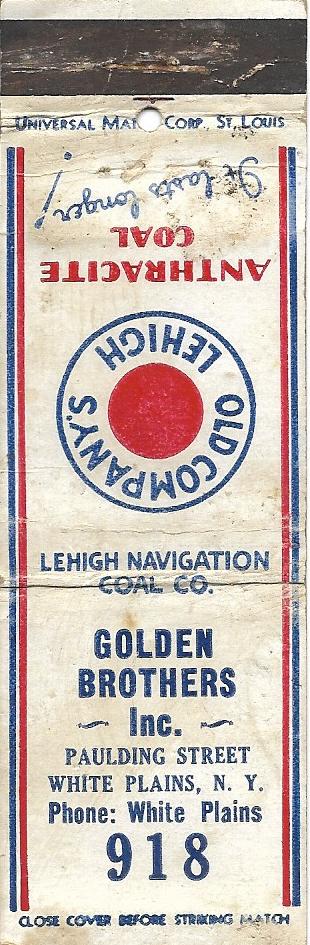 UNIVERSAL MAT CORP., ST. LOUIS
It lasts longer!
ANTHRACITE
COAL
OLD COMPANY'S
LEHIGH
LEHIGH NAVIGATION
COAL CO.
GOLDEN
BROTHERS
~ Inc. ~
PAULDING STREET
WHITE PLAINS, N. Y.
Phone: White Plains
918
CLOSE COVER BEFORE STRIKING MATCH